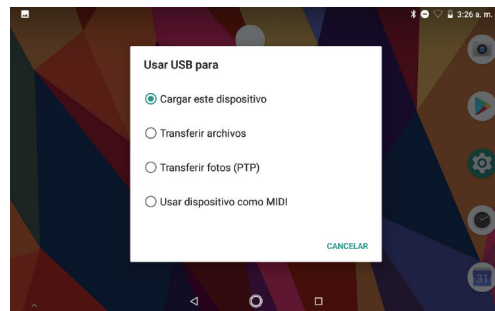 3:26 a. m.
Usar USB para
Cargar este dispositivo
Transferir archivos
Transferir fotos (PTP)
Usar dispositivo como MIDI
CANCELAR
31